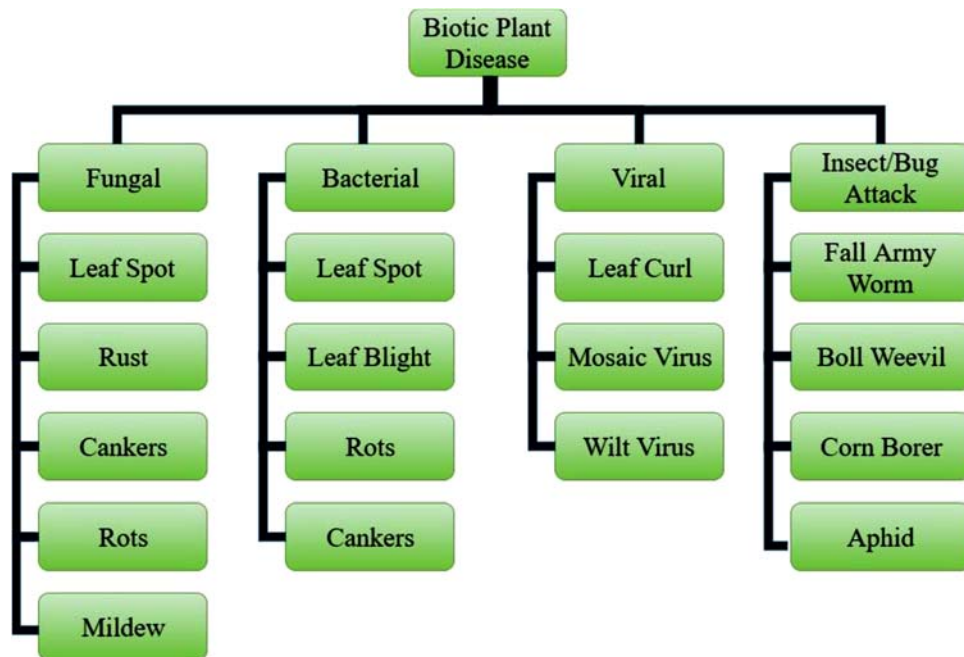 Biotic Plant
Disease
Fungal
Leaf Spot
Rust
Cankers
Rots
Mildew
Bacterial
Leaf Spot
Leaf Blight
Rots
Cankers
Viral
Leaf Curl
Mosaic Virus
Wilt Virus
Insect/Bug
Attack
Fall Army
Worm
Boll Weevil
Corn Borer
Aphid